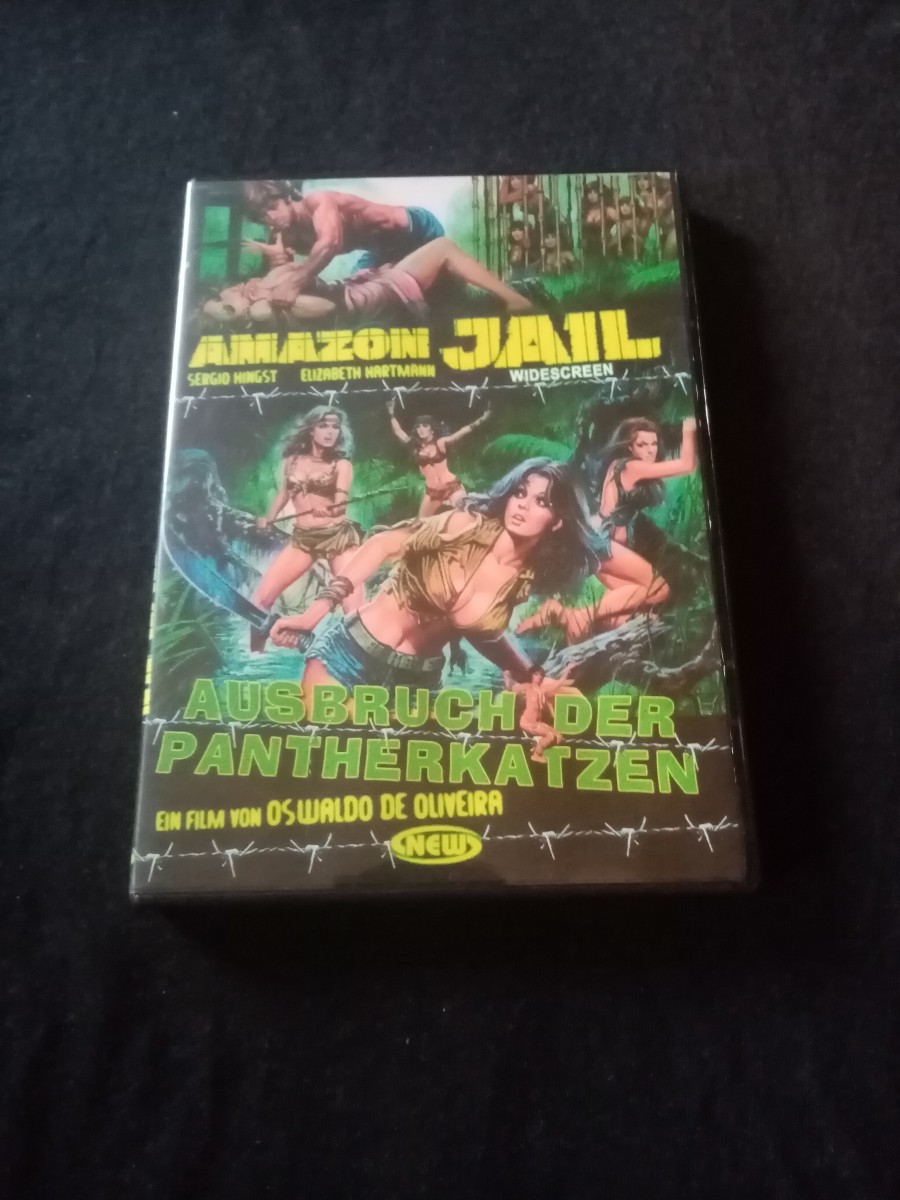 AMAZON JAIL
SERGIO HINGST ELIZABETH HARTMANN WIDESCREEN
AUSBRUCH DER
PANTHERKATZEN
EIN FILM VON OSWALDO DE OLIVEIRA
NEW